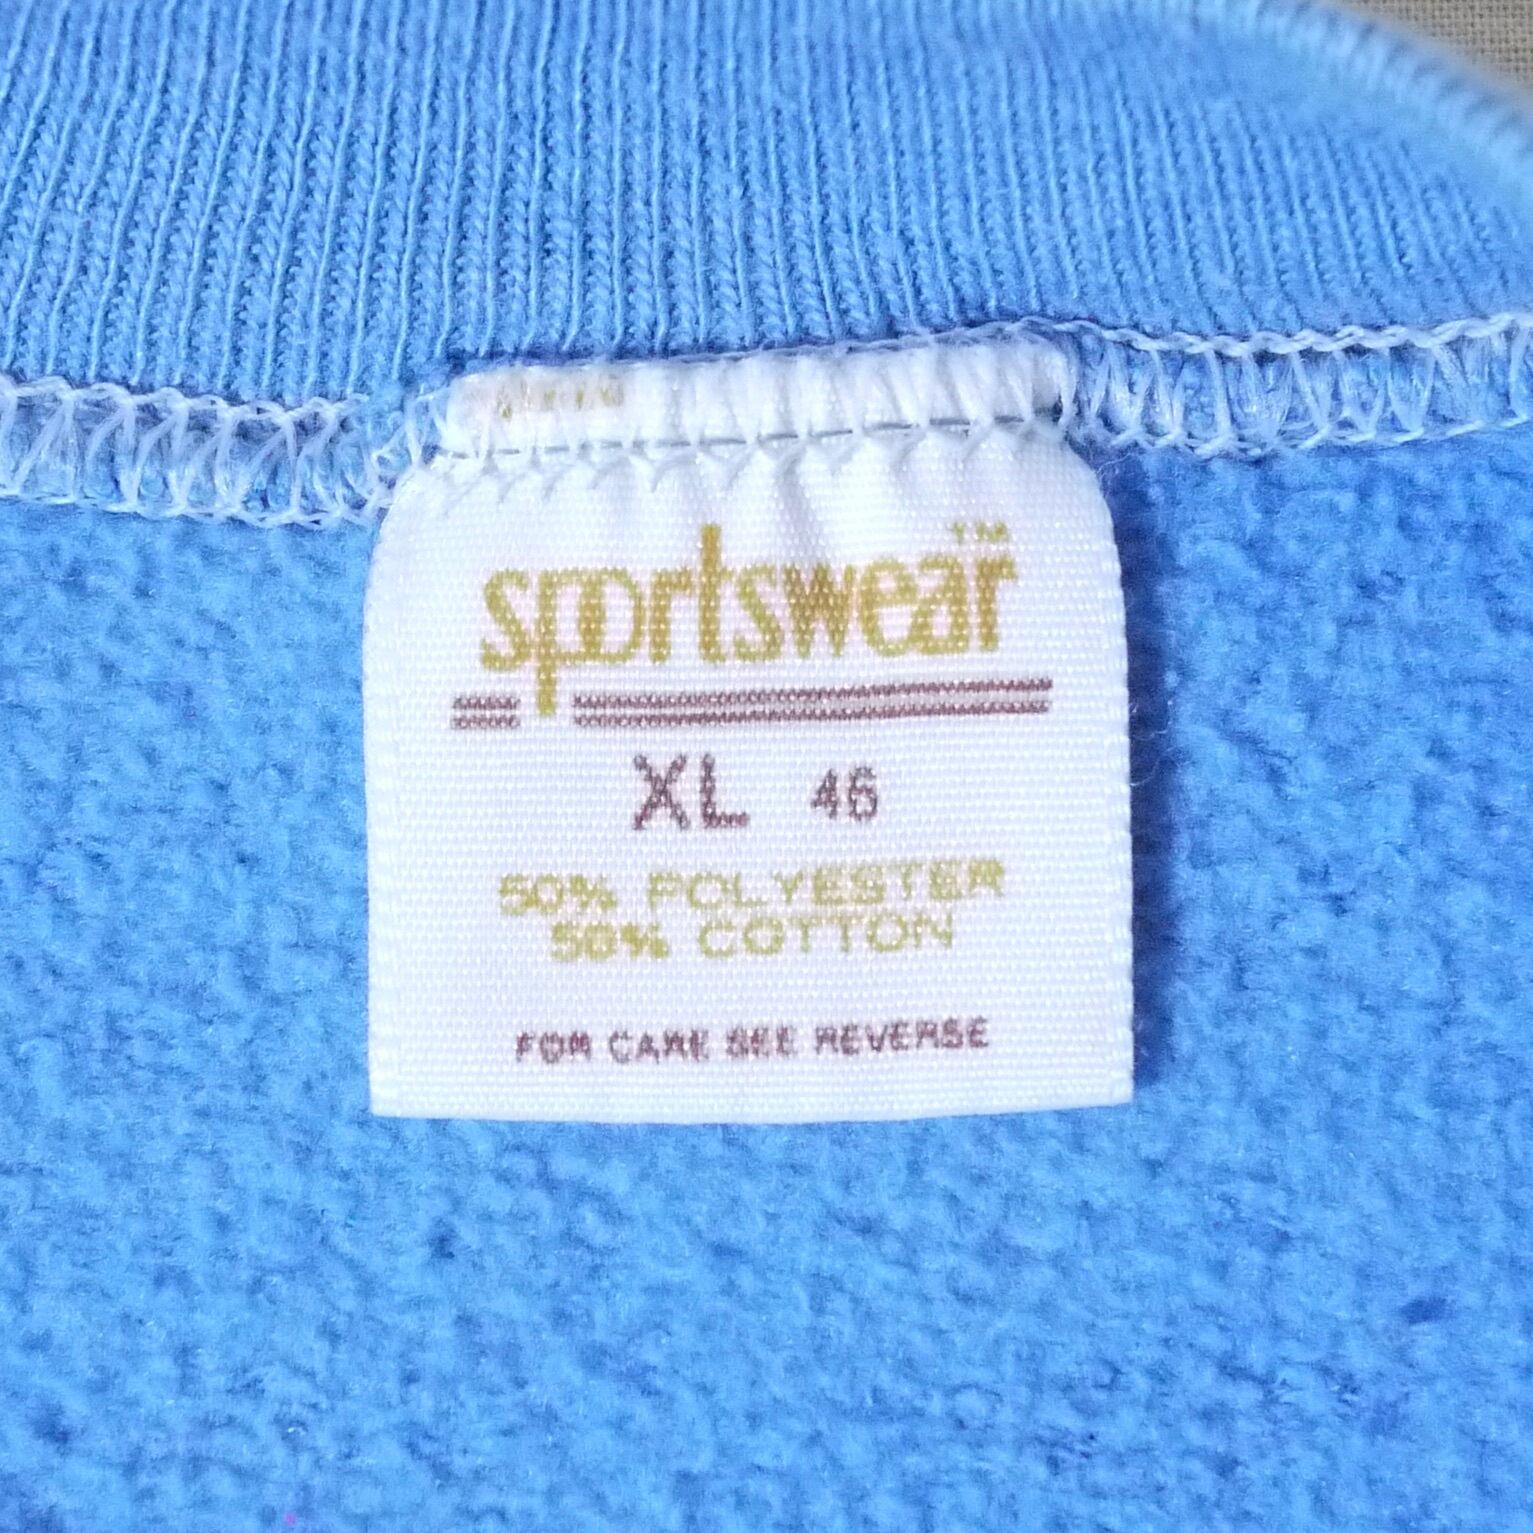 sportswear™
XL 46
50% POLYESTER
50% COTTON
FOR CARE SEE REVERSE